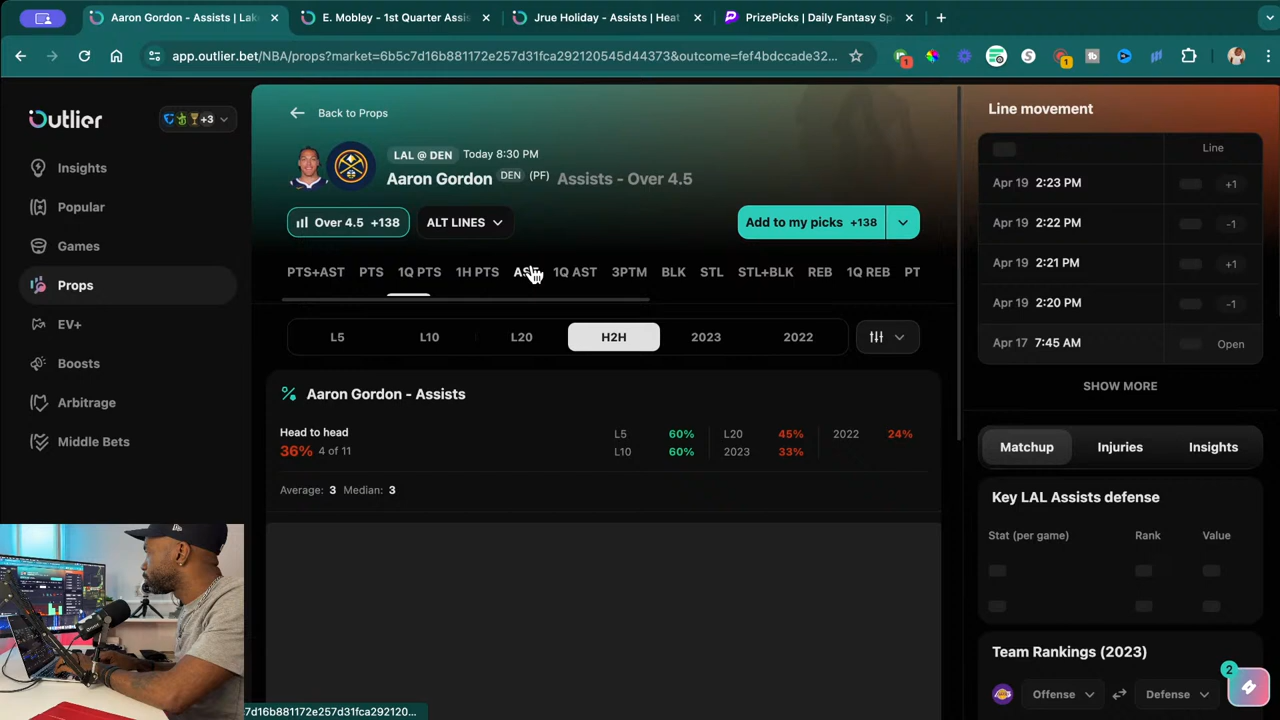 Aaron Gordon - Assists | Lak
E. Mobley - 1st Quarter Assis
Jrue Holiday - Assists | Heat
PrizePicks | Daily Fantasy Sp
app.outlier.bet/NBA/props?market=6b5c7d16b881172e257d31fca292120545d44373&outcome=fef4bdccade32...
Outlier
+3
Insights
Popular
Games
Props
EV+
Boosts
Arbitrage
Middle Bets
Back to Props
LAL @ DEN Today 8:30 PM
Aaron Gordon DEN (PF) Assists - Over 4.5
Over 4.5 +138
ALT LINES
Add to my picks +138
PTS+AST PTS 1Q PTS 1H PTS AST 1Q AST 3PTM BLK STL STL+BLK REB 1Q REB PT
L5 L10 L20 H2H 2023 2022
Aaron Gordon - Assists
Head to head
36% 4 of 11
L5 60% L20 45% 2022 24%
L10 60% 2023 33%
Average: 3 Median: 3
Line movement
Line
Apr 19 2:23 PM +1
Apr 19 2:22 PM -1
Apr 19 2:21 PM +1
Apr 19 2:20 PM -1
Apr 17 7:45 AM Open
SHOW MORE
Matchup Injuries Insights
Key LAL Assists defense
Stat (per game) Rank Value
Team Rankings (2023)
Offense Defense
2
7d16b881172e257d31fca292120...